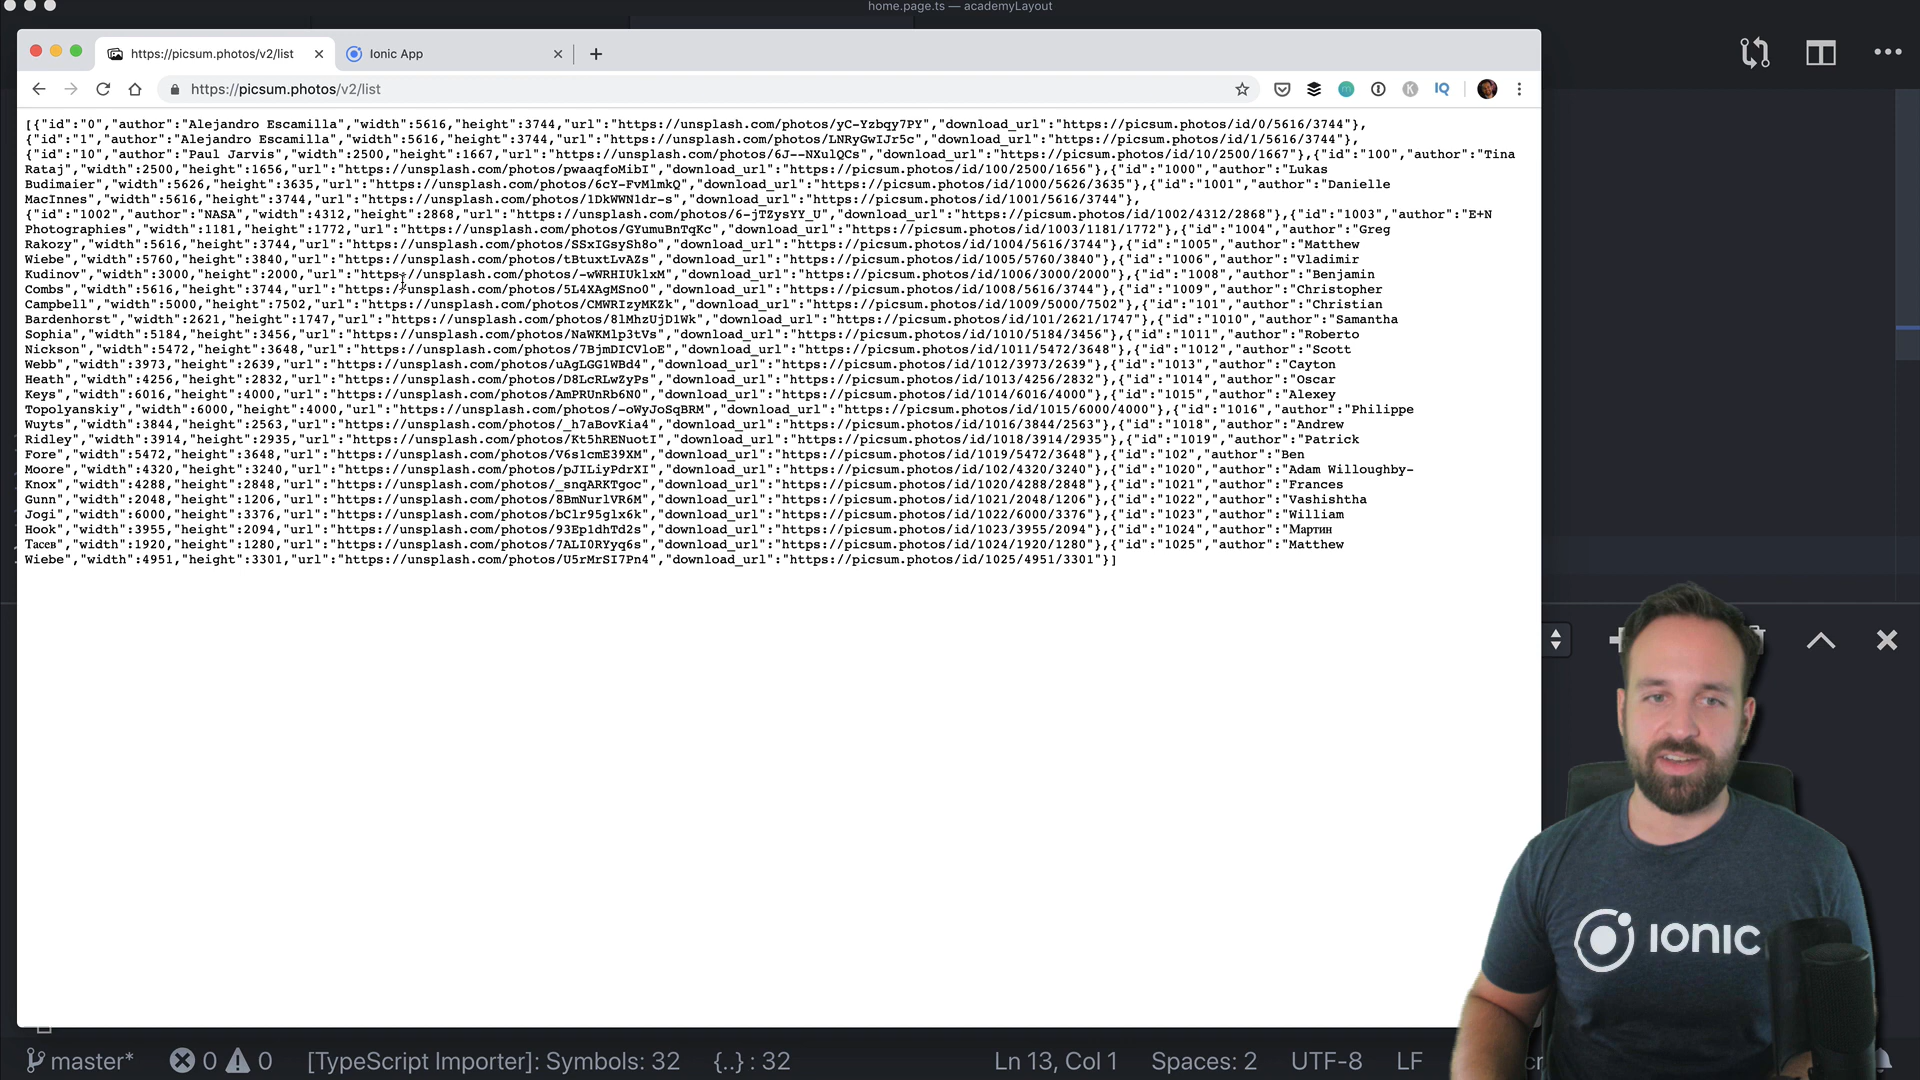 home.page.ts — academyLayout
https://picsum.photos/v2/list
Ionic App
https://picsum.photos/v2/list
IQ
[{"id":"0","author":"Alejandro Escamilla","width":5616,"height":3744,"url":"https://unsplash.com/photos/yC-Yzbqy7PY","download_url":"https://picsum.photos/id/0/5616/3744"},
{"id":"1","author":"Alejandro Escamilla","width":5616,"height":3744,"url":"https://unsplash.com/photos/LNRyGwIJr5c","download_url":"https://picsum.photos/id/1/5616/3744"},
{"id":"10","author":"Paul Jarvis","width":2500,"height":1667,"url":"https://unsplash.com/photos/6J--NXulQCs","download_url":"https://picsum.photos/id/10/2500/1667"},{"id":"100","author":"Tina
Rataj","width":2500,"height":1656,"url":"https://unsplash.com/photos/pwaaqfoMibI","download_url":"https://picsum.photos/id/100/2500/1656"},{"id":"1000","author":"Lukas
Budimaier","width":5626,"height":3635,"url":"https://unsplash.com/photos/6cY-FvMlmkQ","download_url":"https://picsum.photos/id/1000/5626/3635"},{"id":"1001","author":"Danielle
MacInnes","width":5616,"height":3744,"url":"https://unsplash.com/photos/1DkWWN1dr-s","download_url":"https://picsum.photos/id/1001/5616/3744"},
{"id":"1002","author":"NASA","width":4312,"height":2868,"url":"https://unsplash.com/photos/6-jTZysYY_U","download_url":"https://picsum.photos/id/1002/4312/2868"},{"id":"1003","author":"E+N
Photographies","width":1181,"height":1772,"url":"https://unsplash.com/photos/GYumuBnTqKc","download_url":"https://picsum.photos/id/1003/1181/1772"},{"id":"1004","author":"Greg
Rakozy","width":5616,"height":3744,"url":"https://unsplash.com/photos/SSxIGsySh8o","download_url":"https://picsum.photos/id/1004/5616/3744"},{"id":"1005","author":"Matthew
Wiebe","width":5760,"height":3840,"url":"https://unsplash.com/photos/tBtuxtLvAZs","download_url":"https://picsum.photos/id/1005/5760/3840"},{"id":"1006","author":"Vladimir
Kudinov","width":3000,"height":2000,"url":"https://unsplash.com/photos/-wWRHIUklxM","download_url":"https://picsum.photos/id/1006/3000/2000"},{"id":"1008","author":"Benjamin
Combs","width":5616,"height":3744,"url":"https://unsplash.com/photos/5L4XAgMSno0","download_url":"https://picsum.photos/id/1008/5616/3744"},{"id":"1009","author":"Christopher
Campbell","width":5000,"height":7502,"url":"https://unsplash.com/photos/CMWRIzyMKZk","download_url":"https://picsum.photos/id/1009/5000/7502"},{"id":"101","author":"Christian
Bardenhorst","width":2621,"height":1747,"url":"https://unsplash.com/photos/8lMhzUjD1Wk","download_url":"https://picsum.photos/id/101/2621/1747"},{"id":"1010","author":"Samantha
Sophia","width":5184,"height":3456,"url":"https://unsplash.com/photos/NaWKMlp3tVs","download_url":"https://picsum.photos/id/1010/5184/3456"},{"id":"1011","author":"Roberto
Nickson","width":5472,"height":3648,"url":"https://unsplash.com/photos/7BjmDICVloE","download_url":"https://picsum.photos/id/1011/5472/3648"},{"id":"1012","author":"Scott
Webb","width":3973,"height":2639,"url":"https://unsplash.com/photos/uAgLGG1WBd4","download_url":"https://picsum.photos/id/1012/3973/2639"},{"id":"1013","author":"Cayton
Heath","width":4256,"height":2832,"url":"https://unsplash.com/photos/D8LcRLwZyPs","download_url":"https://picsum.photos/id/1013/4256/2832"},{"id":"1014","author":"Oscar
Keys","width":6016,"height":4000,"url":"https://unsplash.com/photos/AmPRUnRb6N0","download_url":"https://picsum.photos/id/1014/6016/4000"},{"id":"1015","author":"Alexey
Topolyanskiy","width":6000,"height":4000,"url":"https://unsplash.com/photos/-oWyJoSqBRM","download_url":"https://picsum.photos/id/1015/6000/4000"},{"id":"1016","author":"Philippe
Wuyts","width":3844,"height":2563,"url":"https://unsplash.com/photos/_h7aBovKia4","download_url":"https://picsum.photos/id/1016/3844/2563"},{"id":"1018","author":"Andrew
Ridley","width":3914,"height":2935,"url":"https://unsplash.com/photos/Kt5hRENuotI","download_url":"https://picsum.photos/id/1018/3914/2935"},{"id":"1019","author":"Patrick
Fore","width":5472,"height":3648,"url":"https://unsplash.com/photos/V6s1cmE39XM","download_url":"https://picsum.photos/id/1019/5472/3648"},{"id":"102","author":"Ben
Moore","width":4320,"height":3240,"url":"https://unsplash.com/photos/pJILiyPdrXI","download_url":"https://picsum.photos/id/102/4320/3240"},{"id":"1020","author":"Adam Willoughby-
Knox","width":4288,"height":2848,"url":"https://unsplash.com/photos/_snqARKTgoc","download_url":"https://picsum.photos/id/1020/4288/2848"},{"id":"1021","author":"Frances
Gunn","width":2048,"height":1206,"url":"https://unsplash.com/photos/8BmNurlVR6M","download_url":"https://picsum.photos/id/1021/2048/1206"},{"id":"1022","author":"Vashishtha
Jogi","width":6000,"height":3376,"url":"https://unsplash.com/photos/bClr95glx6k","download_url":"https://picsum.photos/id/1022/6000/3376"},{"id":"1023","author":"William
Hook","width":3955,"height":2094,"url":"https://unsplash.com/photos/93Ep1dhTd2s","download_url":"https://picsum.photos/id/1023/3955/2094"},{"id":"1024","author":"Мартин
Тасев","width":1920,"height":1280,"url":"https://unsplash.com/photos/7ALI0RYyq6s","download_url":"https://picsum.photos/id/1024/1920/1280"},{"id":"1025","author":"Matthew
Wiebe","width":4951,"height":3301,"url":"https://unsplash.com/photos/U5rMrSI7Pn4","download_url":"https://picsum.photos/id/1025/4951/3301"}]
IONIC
master* 0 0 [TypeScript Importer]: Symbols: 32 {..} : 32 Ln 13, Col 1 Spaces: 2 UTF-8 LF